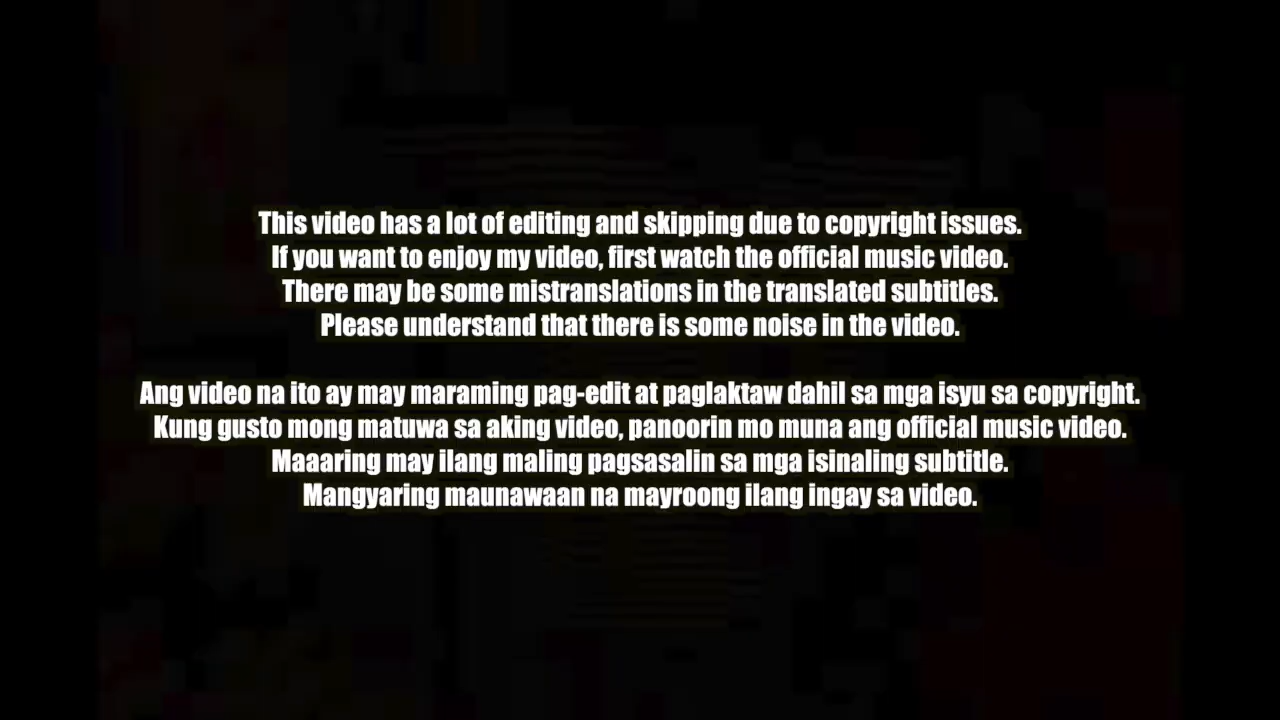 This video has a lot of editing and skipping due to copyright issues.
If you want to enjoy my video, first watch the official music video.
There may be some mistranslations in the translated subtitles.
Please understand that there is some noise in the video.
Ang video na ito ay may maraming pag-edit at paglaktaw dahil sa mga isyu sa copyright.
Kung gusto mong matuwa sa aking video, panoorin mo muna ang official music video.
Maaaring may ilang maling pagsasalin sa mga isinaling subtitle.
Mangyaring maunawaan na mayroong ilang ingay sa video.